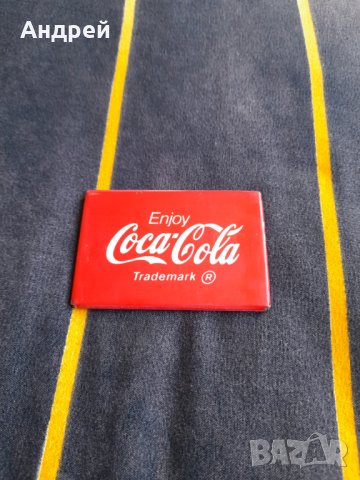 Андрей
Enjoy
Coca-Cola
Trademark ®
BAZAR